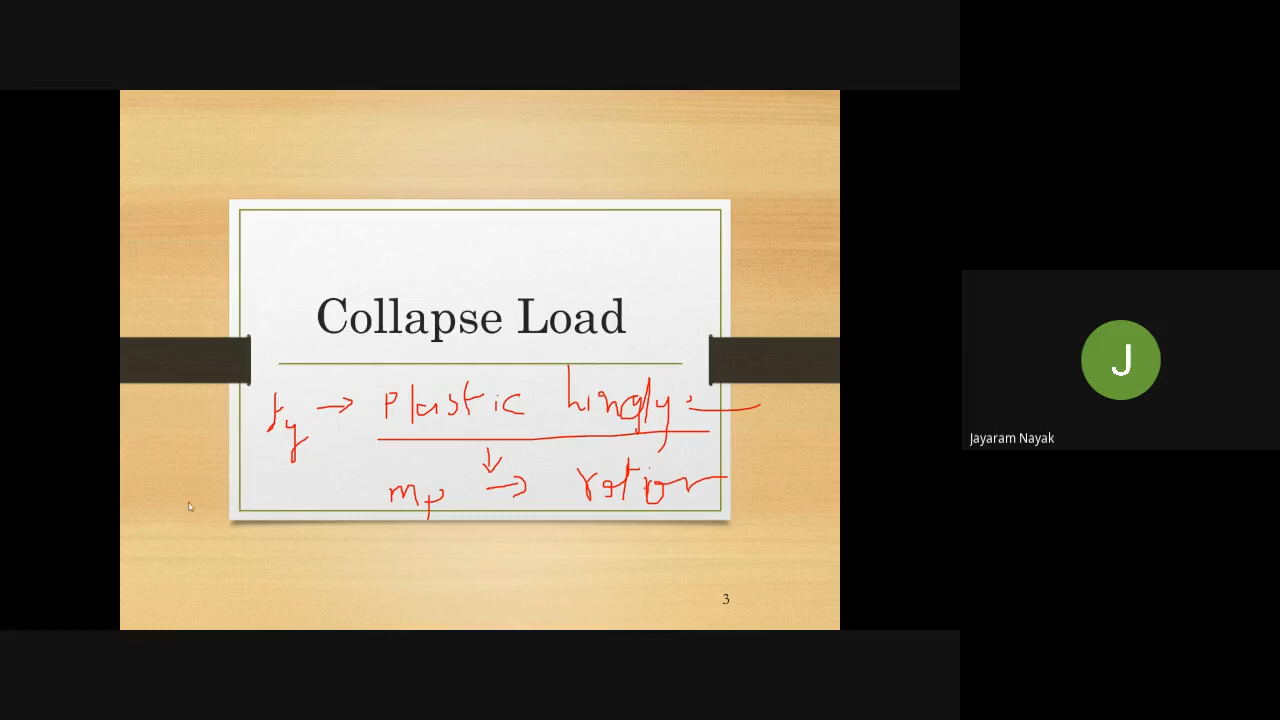 Collapse Load
fy → Plastic
mp →
3
J
Jayaram Nayak